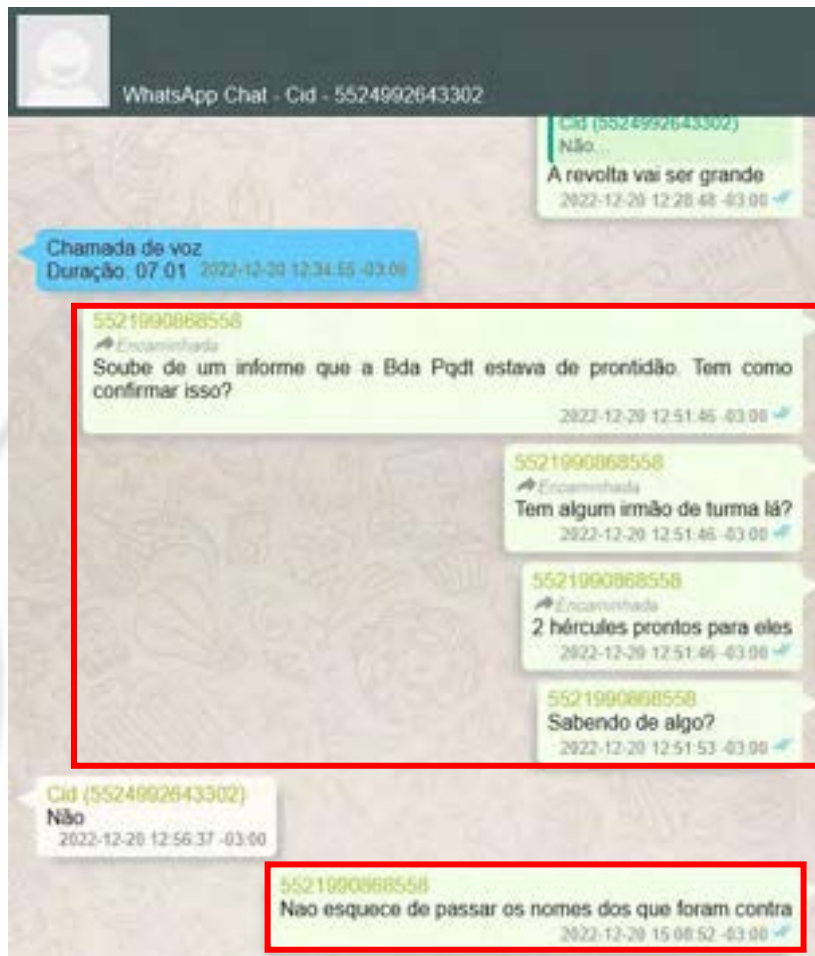 WhatsApp Chat - Cid - 5524992643302
Cid (5524992643302)
Não...
A revolta vai ser grande
2022-12-20 12:28:48 -03:00
Chamada de voz
Duração: 07:01 2022-12-20 12:34:55 -03:00
5521990868558
Encaminhada
Soube de um informe que a Bda Pqdt estava de prontidão. Tem como
confirmar isso?
2022-12-20 12:51:46 -03:00
5521990868558
Encaminhada
Tem algum irmão de turma lá?
2022-12-20 12:51:46 -03:00
5521990868558
Encaminhada
2 hércules prontos para eles
2022-12-20 12:51:46 -03:00
5521990868558
Sabendo de algo?
2022-12-20 12:51:53 -03:00
Cid (5524992643302)
Não
2022-12-20 12:56:37 -03:00
5521990868558
Nao esquece de passar os nomes dos que foram contra
2022-12-20 15:08:52 -03:00